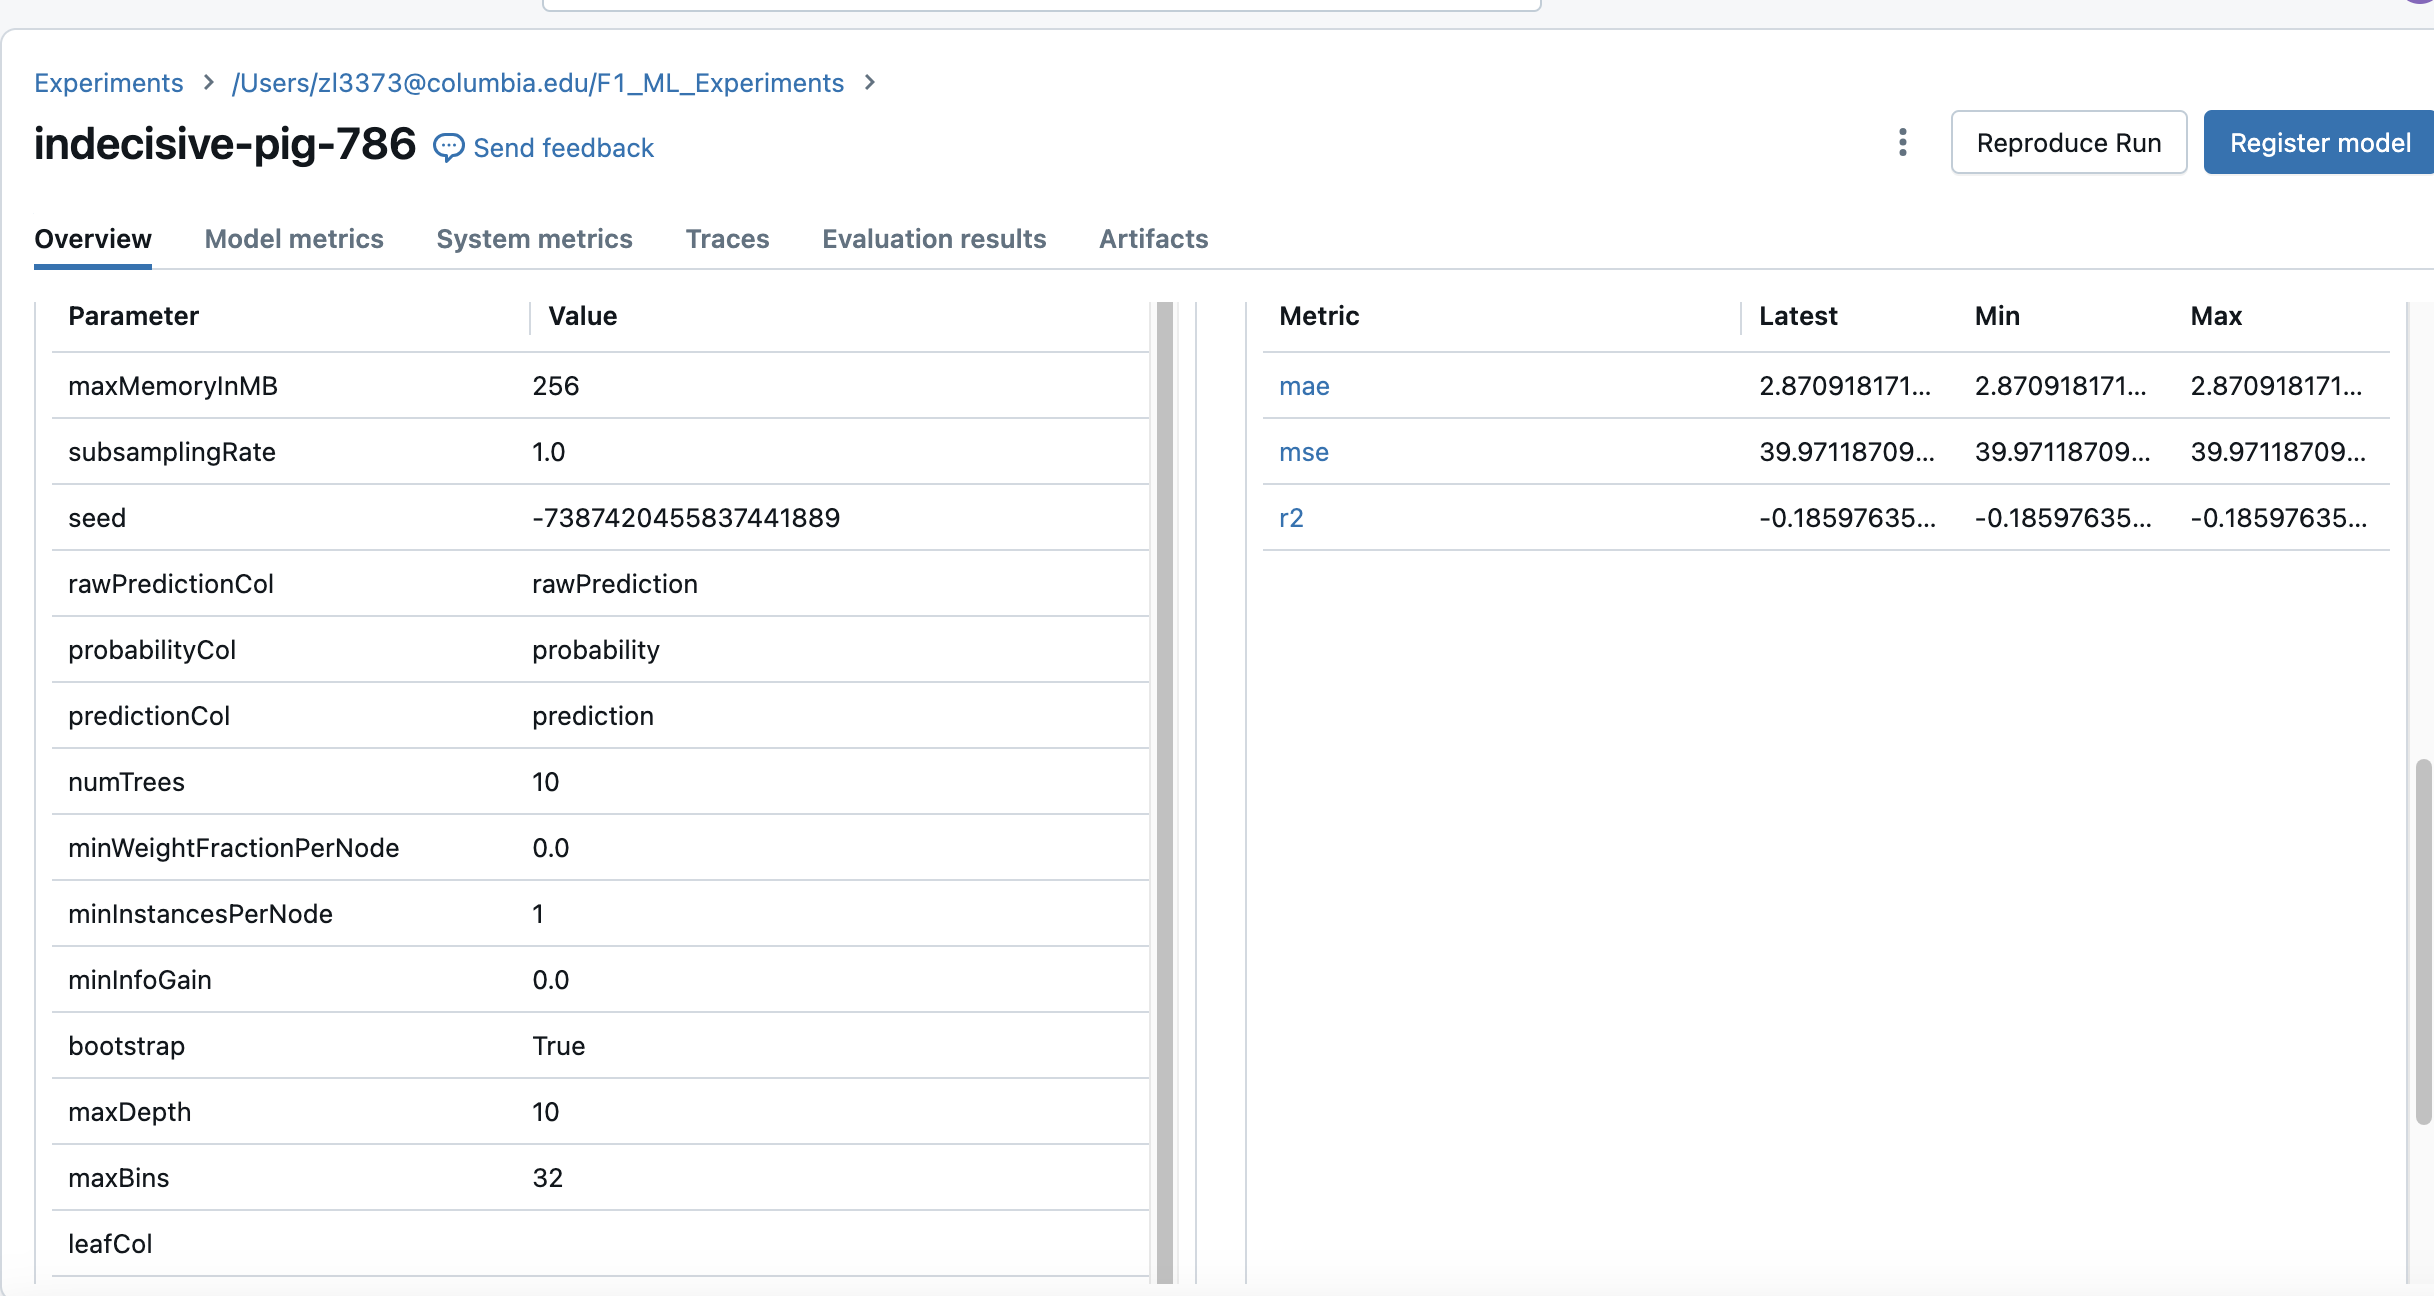 Experiments > /Users/zl3373@columbia.edu/F1_ML_Experiments >
indecisive-pig-786 Send feedback
Reproduce Run Register model
Overview Model metrics System metrics Traces Evaluation results Artifacts
Parameter Value
maxMemoryInMB 256
subsamplingRate 1.0
seed -7387420455837441889
rawPredictionCol rawPrediction
probabilityCol probability
predictionCol prediction
numTrees 10
minWeightFractionPerNode 0.0
minInstancesPerNode 1
minInfoGain 0.0
bootstrap True
maxDepth 10
maxBins 32
leafCol
Metric Latest Min Max
mae 2.870918171... 2.870918171... 2.870918171...
mse 39.97118709... 39.97118709... 39.97118709...
r2 -0.18597635... -0.18597635... -0.18597635...